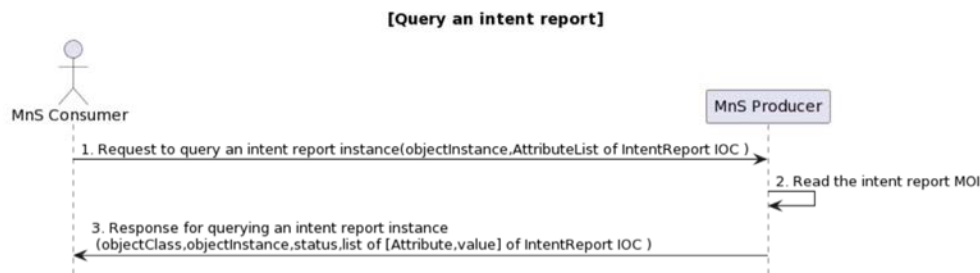 [Query an intent report]
MnS Consumer
MnS Producer
1. Request to query an intent report instance(objectInstance,AttributeList of IntentReport IOC )
2. Read the intent report MOI
3. Response for querying an intent report instance
(objectClass,objectInstance,status,list of [Attribute,value] of IntentReport IOC )